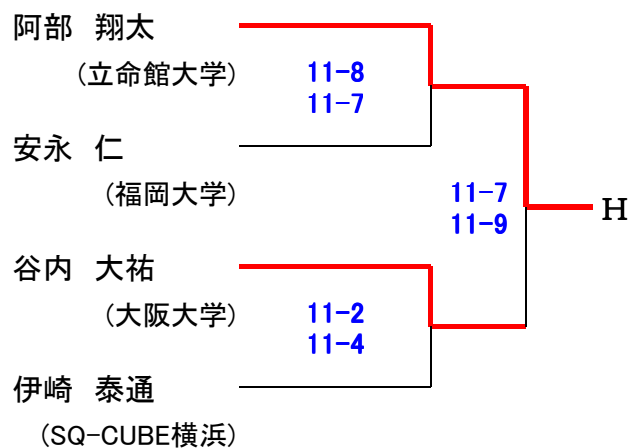 阿部 翔太
(立命館大学)
11-8
11-7
安永 仁
(福岡大学)
11-7
11-9
H
谷内 大祐
(大阪大学)
11-2
11-4
伊崎 泰通
(SQ-CUBE横浜)